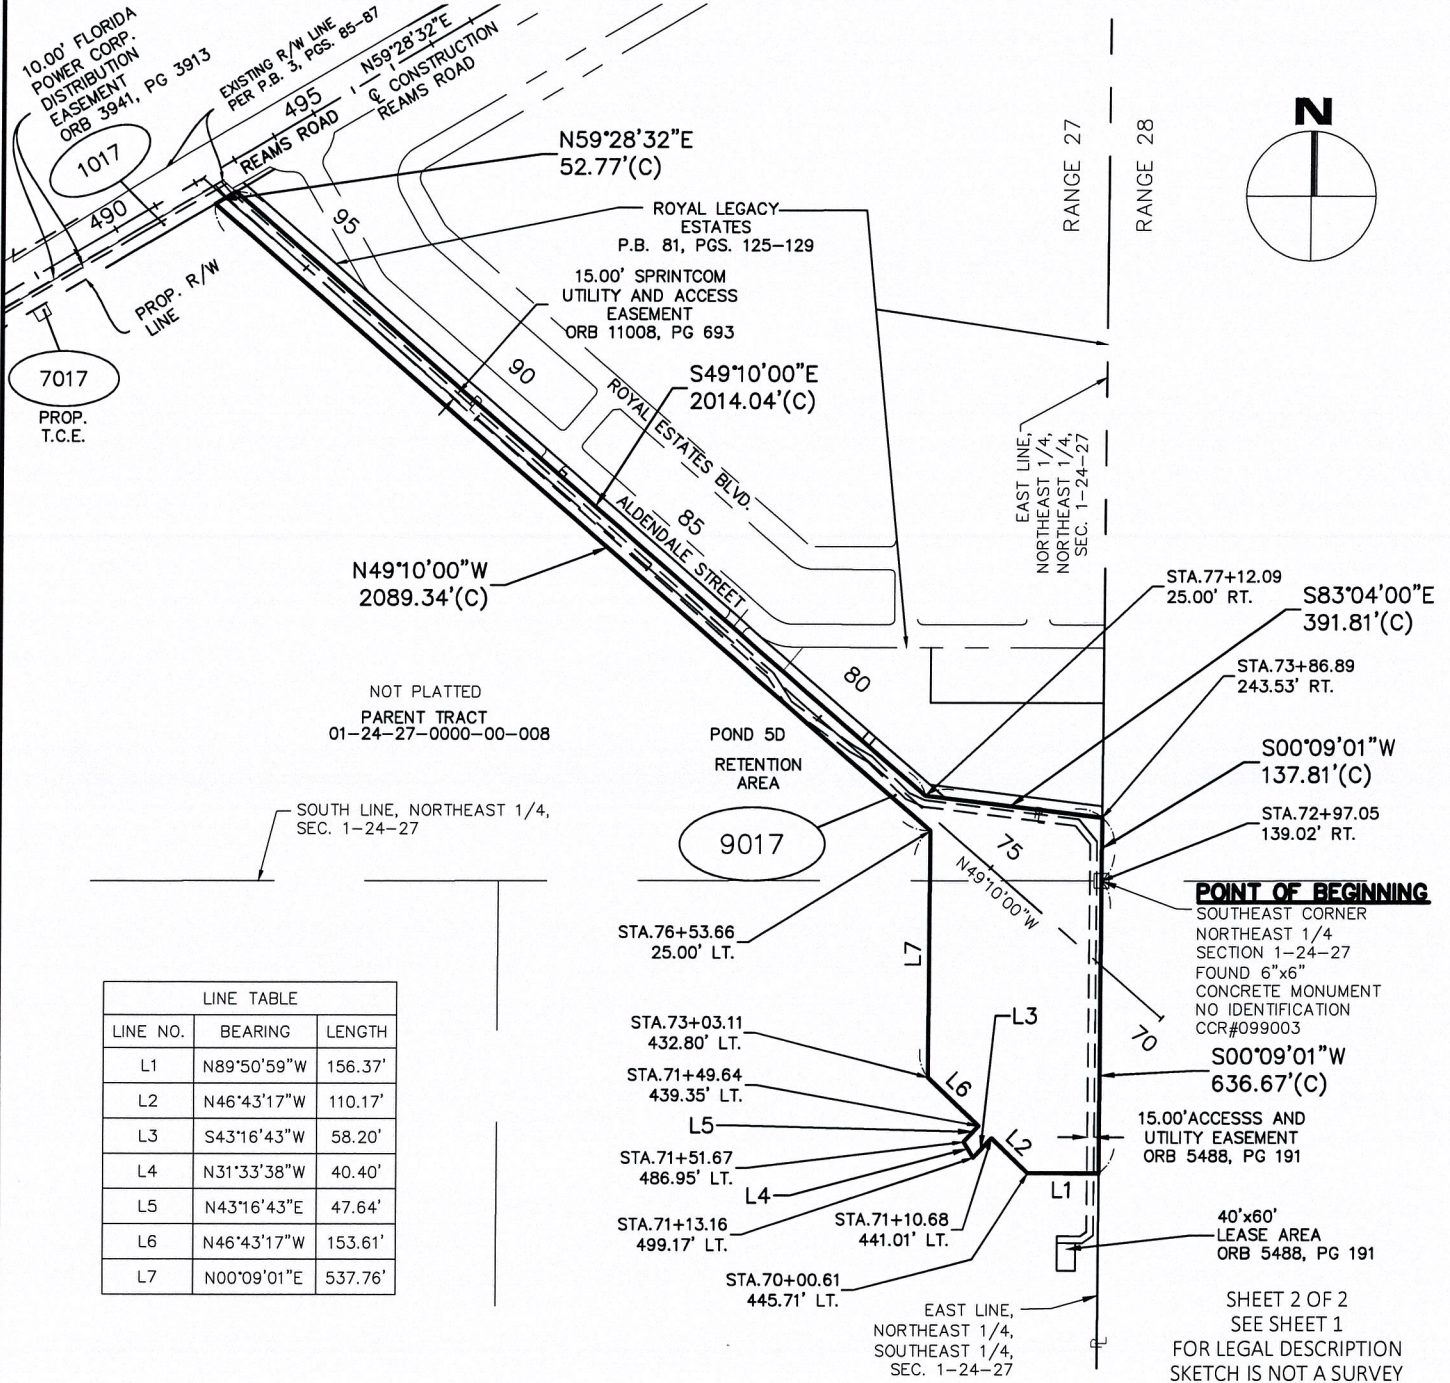 10.00' FLORIDA
POWER CORP.
DISTRIBUTION
EASEMENT
ORB 3941, PG 3913
EXISTING R/W LINE
PER P.B. 3, PGS. 85–87
N59°28'32"E
℄ CONSTRUCTION
REAMS ROAD
495
REAMS ROAD
1017
490
PROP. R/W
LINE
7017
PROP.
T.C.E.
N59°28'32"E
52.77'(C)
95
ROYAL LEGACY
ESTATES
P.B. 81, PGS. 125–129
15.00' SPRINTCOM
UTILITY AND ACCESS
EASEMENT
ORB 11008, PG 693
RANGE 27
RANGE 28
N
90
S49°10'00"E
2014.04'(C)
ROYAL ESTATES BLVD.
85
ALDENDALE STREET
EAST LINE,
NORTHEAST 1/4,
NORTHEAST 1/4,
SEC. 1–24–27
N49°10'00"W
2089.34'(C)
STA.77+12.09
25.00' RT.
S83°04'00"E
391.81'(C)
STA.73+86.89
243.53' RT.
80
NOT PLATTED
PARENT TRACT
01–24–27–0000–00–008
POND 5D
RETENTION
AREA
S00°09'01"W
137.81'(C)
SOUTH LINE, NORTHEAST 1/4,
SEC. 1–24–27
9017
75
N49°10'00"W
STA.72+97.05
139.02' RT.
POINT OF BEGINNING
SOUTHEAST CORNER
NORTHEAST 1/4
SECTION 1–24–27
FOUND 6"x6"
CONCRETE MONUMENT
NO IDENTIFICATION
CCR#099003
STA.76+53.66
25.00' LT.
L7
70
LINE TABLE
LINE NO. BEARING LENGTH
L1 N89°50'59"W 156.37'
L2 N46°43'17"W 110.17'
L3 S43°16'43"W 58.20'
L4 N31°33'38"W 40.40'
L5 N43°16'43"E 47.64'
L6 N46°43'17"W 153.61'
L7 N00°09'01"E 537.76'
STA.73+03.11
432.80' LT.
L3
S00°09'01"W
636.67'(C)
STA.71+49.64
439.35' LT.
L6
L5
L2
15.00'ACCESSS AND
UTILITY EASEMENT
ORB 5488, PG 191
STA.71+51.67
486.95' LT.
L4
L1
STA.71+13.16
499.17' LT.
STA.71+10.68
441.01' LT.
40'x60'
LEASE AREA
ORB 5488, PG 191
STA.70+00.61
445.71' LT.
EAST LINE,
NORTHEAST 1/4,
SOUTHEAST 1/4,
SEC. 1–24–27
SHEET 2 OF 2
SEE SHEET 1
FOR LEGAL DESCRIPTION
SKETCH IS NOT A SURVEY